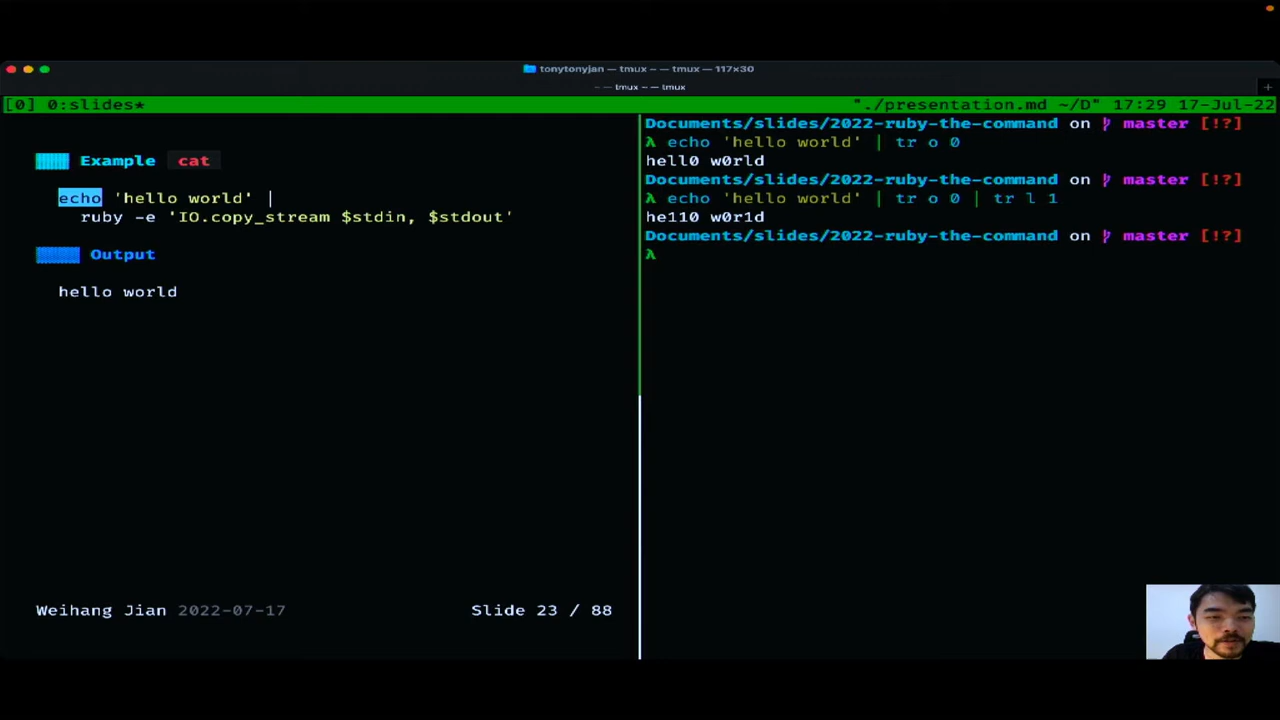 tonytonyjan — tmux ~ — tmux — 117×30
~ — tmux ~ — tmux
[0] 0:slides* "./presentation.md ~/D" 17:29 17-Jul-22
Example cat
echo 'hello world' |
ruby -e 'IO.copy_stream $stdin, $stdout'
Output
hello world
Weihang Jian 2022-07-17 Slide 23 / 88
Documents/slides/2022-ruby-the-command on master [!?]
λ echo 'hello world' | tr o 0
hell0 w0rld
Documents/slides/2022-ruby-the-command on master [!?]
λ echo 'hello world' | tr o 0 | tr l 1
he110 w0r1d
Documents/slides/2022-ruby-the-command on master [!?]
λ